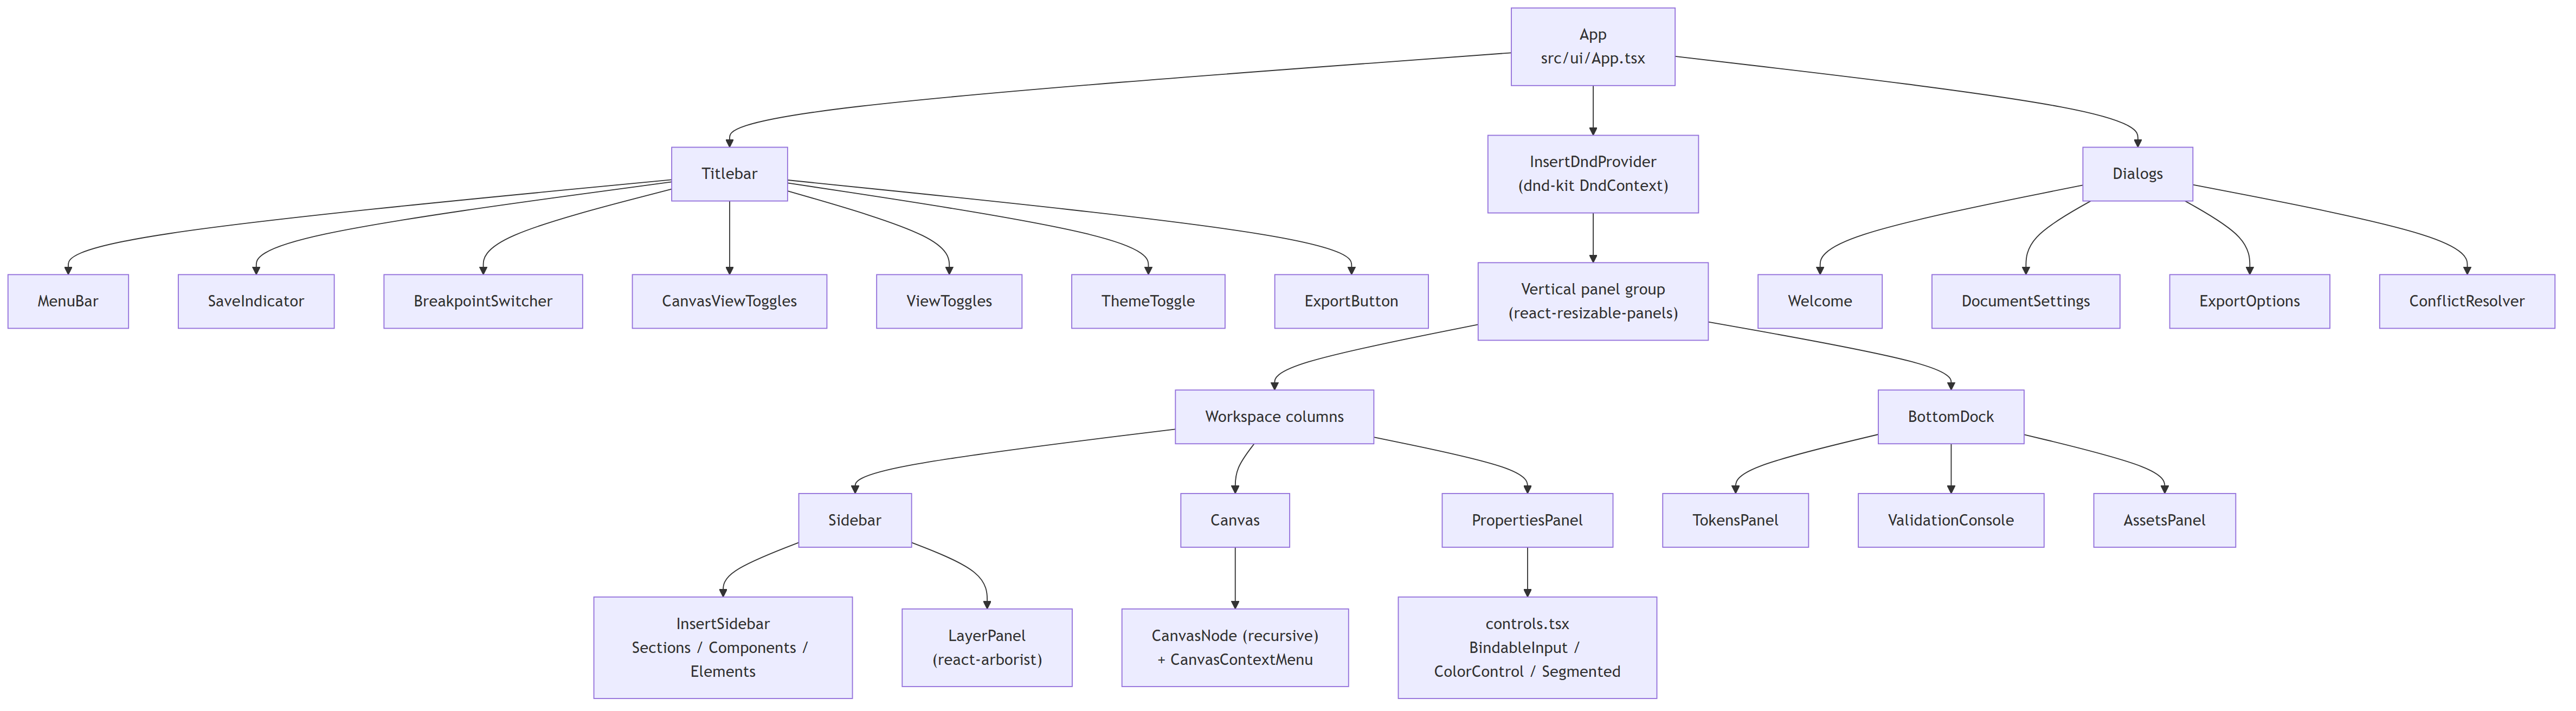 App
src/ui/App.tsx
Titlebar
InsertDndProvider
(dnd-kit DndContext)
Dialogs
MenuBar
SaveIndicator
BreakpointSwitcher
CanvasViewToggles
ViewToggles
ThemeToggle
ExportButton
Vertical panel group
(react-resizable-panels)
Welcome
DocumentSettings
ExportOptions
ConflictResolver
Workspace columns
BottomDock
Sidebar
Canvas
PropertiesPanel
TokensPanel
ValidationConsole
AssetsPanel
InsertSidebar
Sections / Components /
Elements
LayerPanel
(react-arborist)
CanvasNode (recursive)
+ CanvasContextMenu
controls.tsx
BindableInput /
ColorControl / Segmented